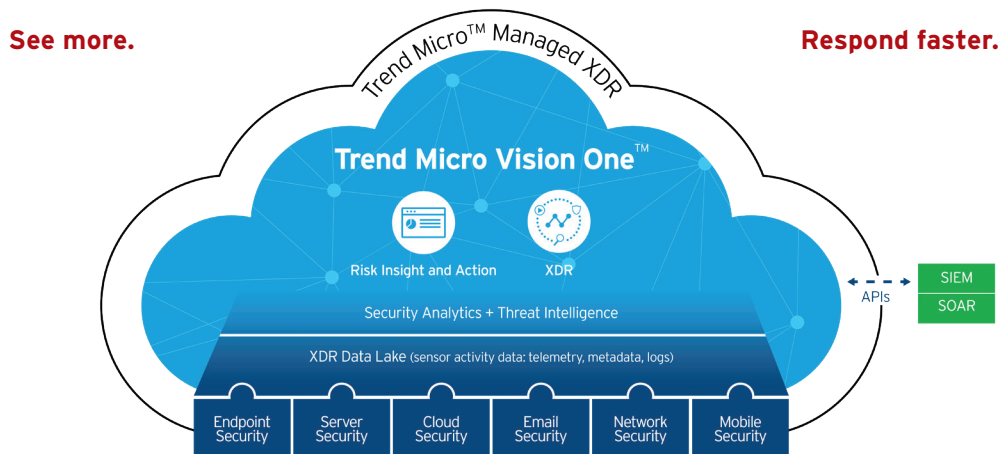 See more.
Respond faster.
Trend Micro™ Managed XDR
Trend Micro Vision One™
Risk Insight and Action
XDR
Security Analytics + Threat Intelligence
XDR Data Lake (sensor activity data: telemetry, metadata, logs)
Endpoint
Security
Server
Security
Cloud
Security
Email
Security
Network
Security
Mobile
Security
APIs
SIEM
SOAR